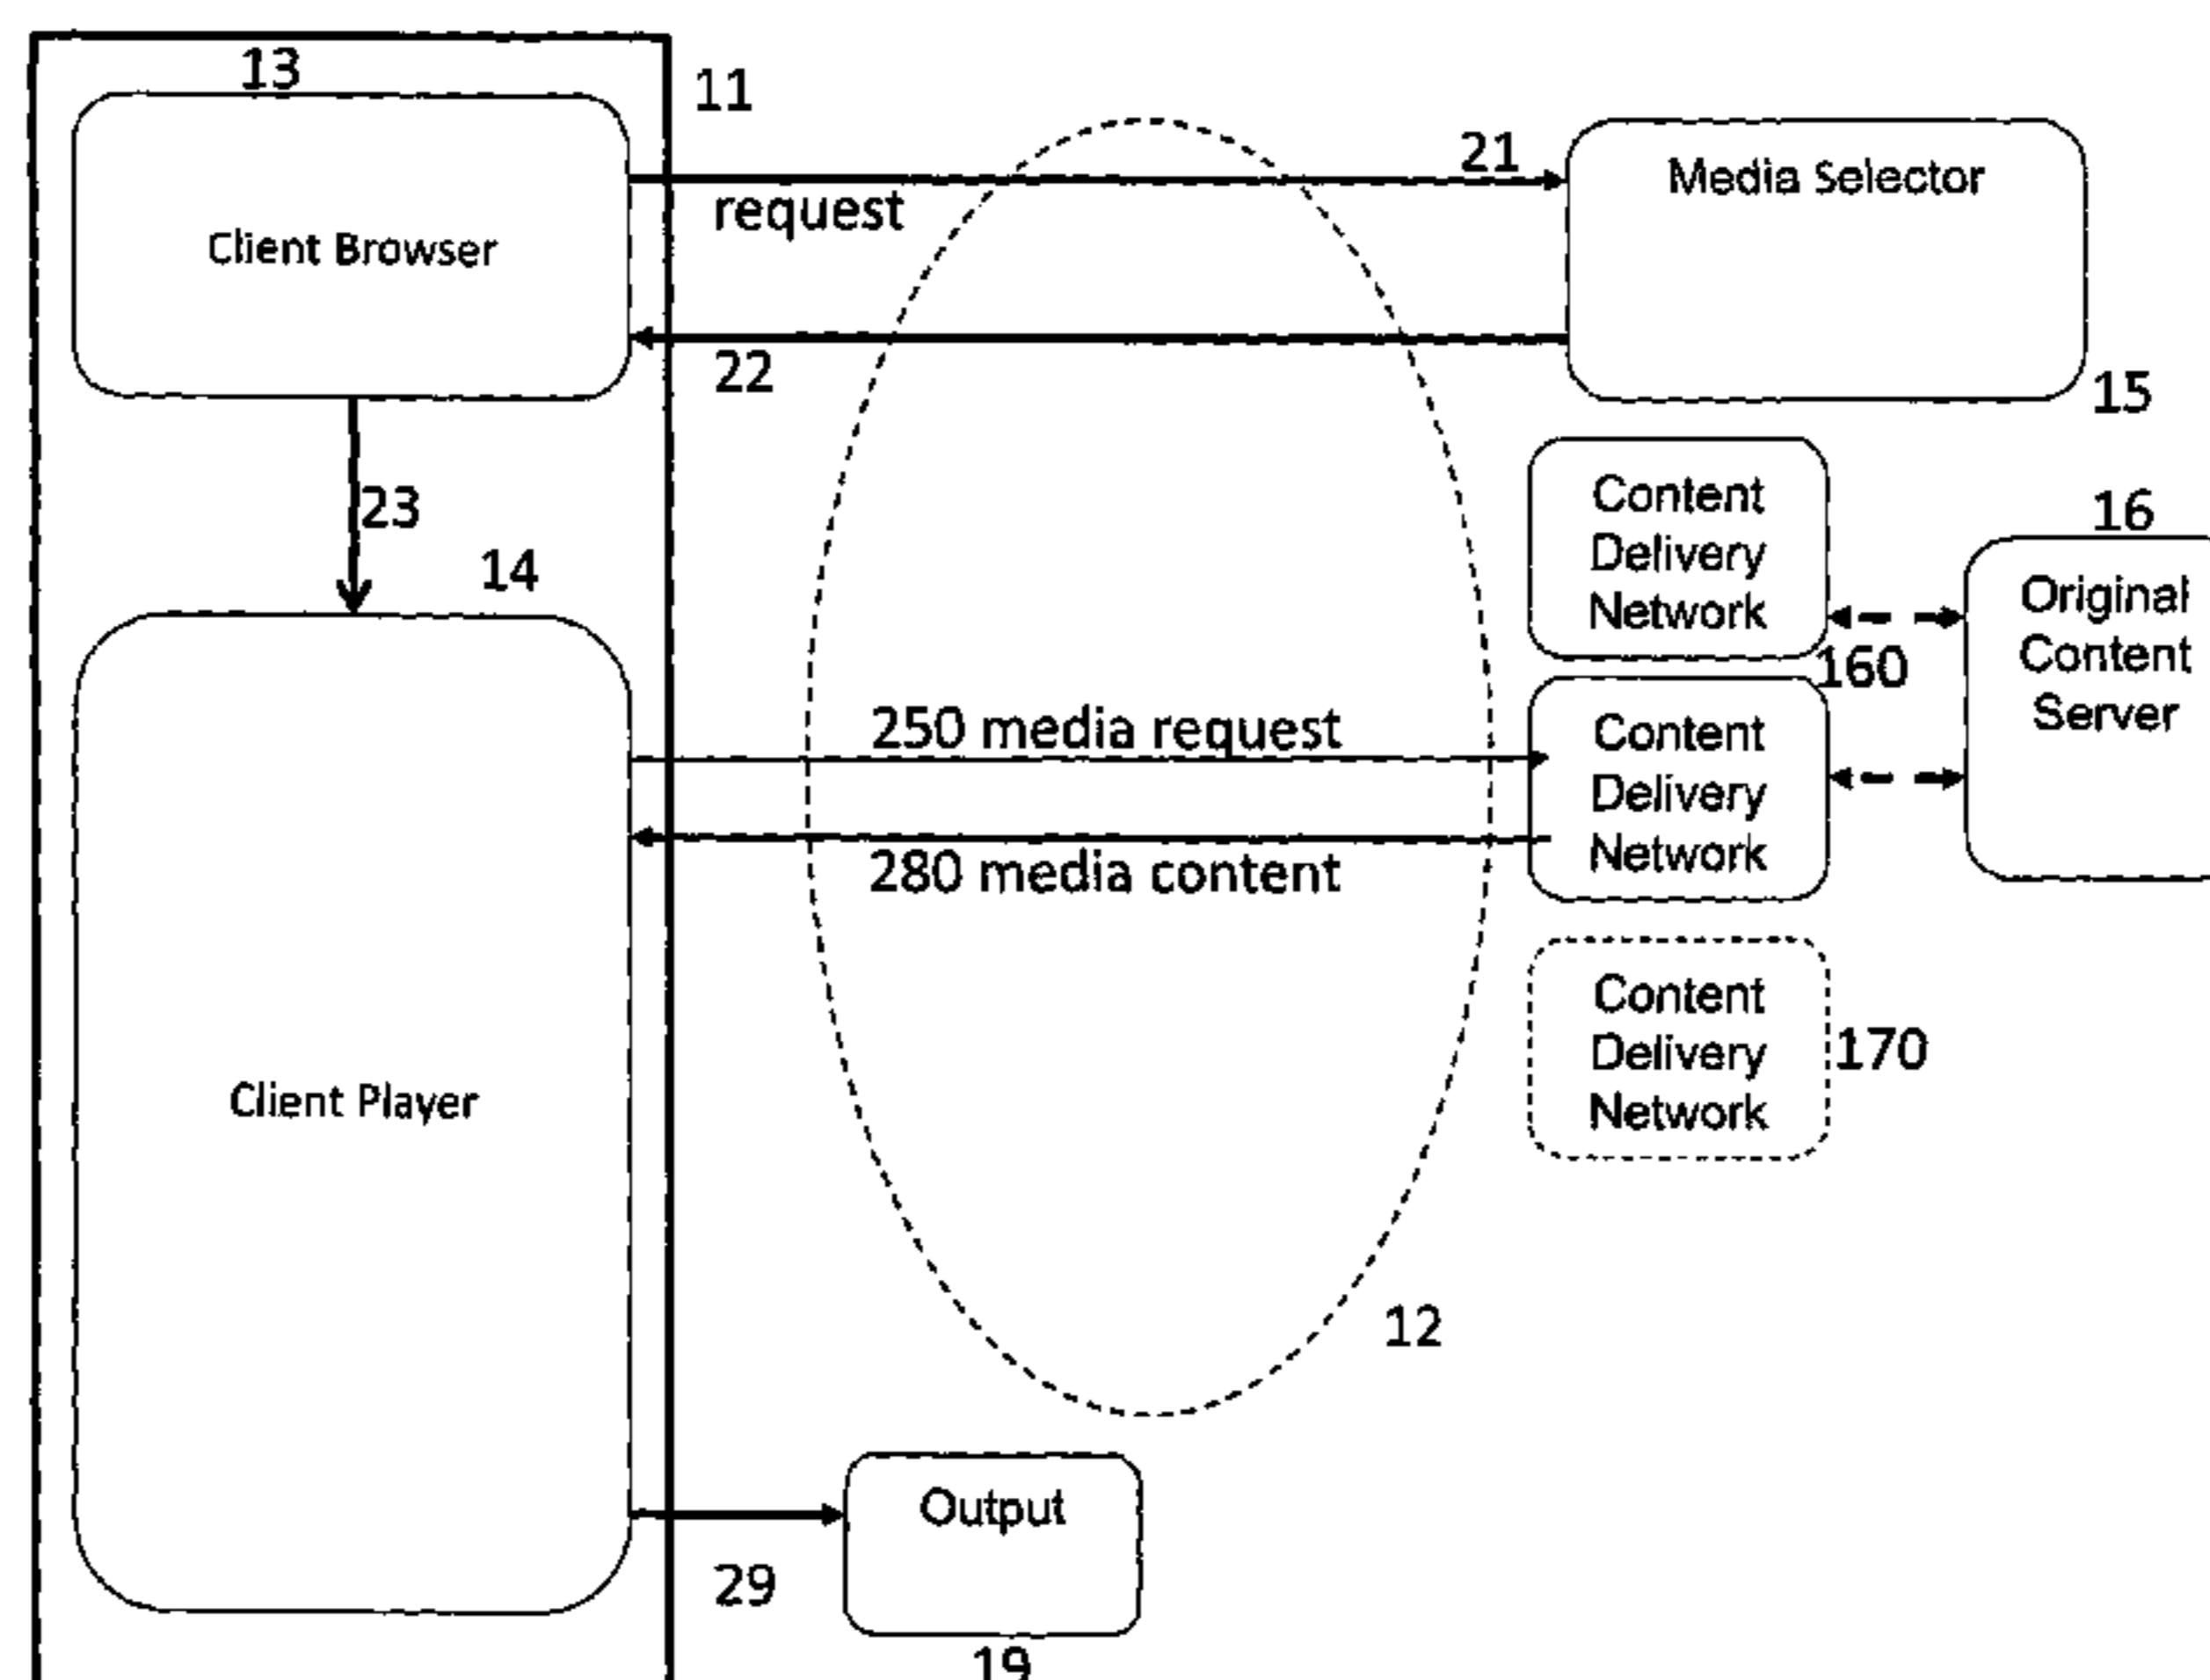 13
11
21
Media Selector
request
Client Browser
22
15
Content
Delivery
Network
16
23
14
Original
Content
Server
160
250 media request
Content
Delivery
Network
280 media content
Content
Delivery
Network
170
Client Player
12
Output
29
19